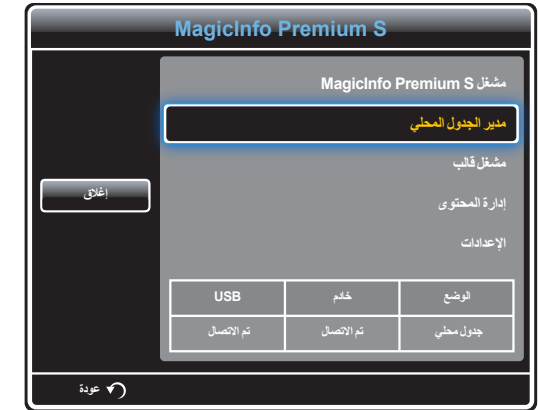 MagicInfo Premium S
مشغل MagicInfo Premium S
مدير الجدول المحلي
مشغل قالب
إدارة المحتوى
الإعدادات
إغلاق
الوضع خادم USB
جدول محلي تم الاتصال تم الاتصال
عودة